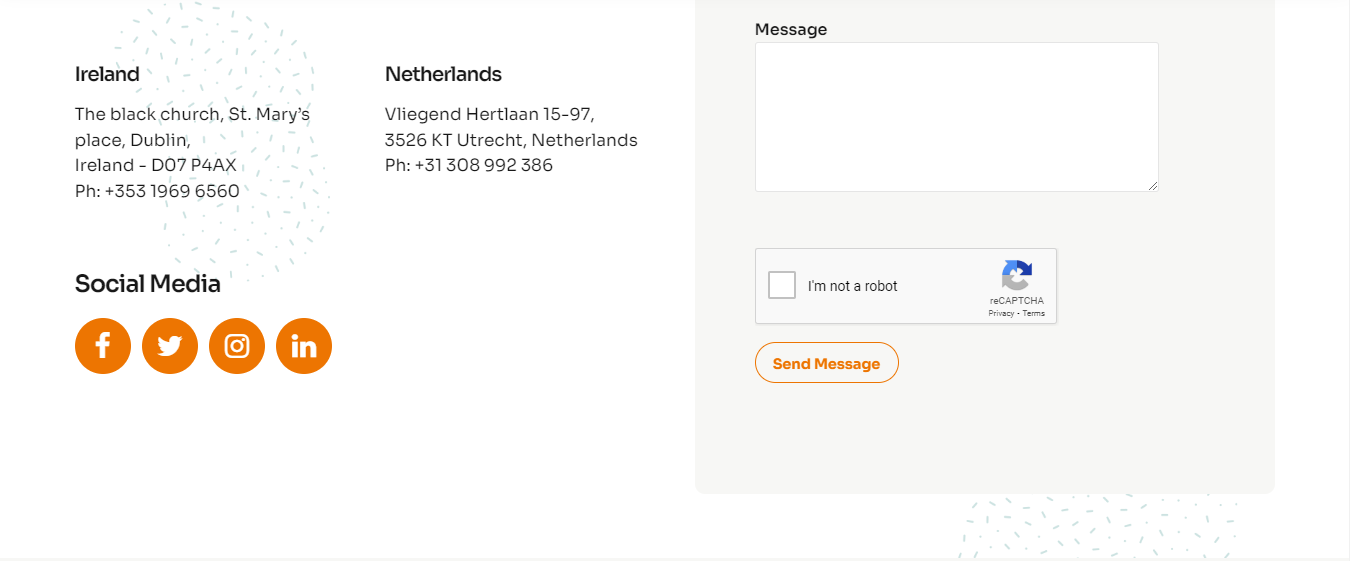 Ireland
The black church, St. Mary’s
place, Dublin,
Ireland - D07 P4AX
Ph: +353 1969 6560
Netherlands
Vliegend Hertlaan 15-97,
3526 KT Utrecht, Netherlands
Ph: +31 308 992 386
Social Media
Message
I'm not a robot
reCAPTCHA
Privacy - Terms
Send Message